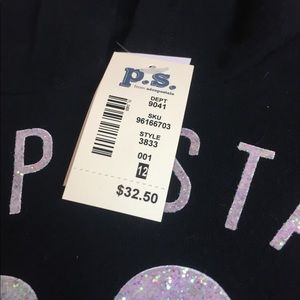 p.s.
from aéropostale
DEPT
9041
SKU
96166703
STYLE
3833
001
12
$32.50
P STA